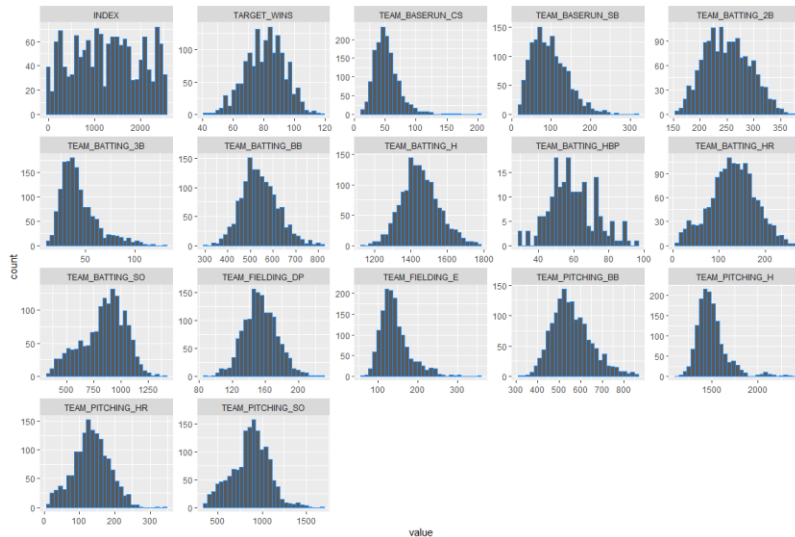 INDEX TARGET_WINS TEAM_BASERUN_CS TEAM_BASERUN_SB TEAM_BATTING_2B
60 40 20 0
0 1000 2000
100 50 0
40 60 80 100 120
200 150 100 50 0
0 50 100 150 200
150 100 50 0
0 100 200 300
90 60 30 0
150 200 250 300 350
TEAM_BATTING_3B TEAM_BATTING_BB TEAM_BATTING_H TEAM_BATTING_HBP TEAM_BATTING_HR
150 100 50 0
50 100
150 100 50 0
300 400 500 600 700 800
100 50 0
1200 1400 1600 1800
15 10 5 0
40 60 80 100
90 60 30 0
0 100 200
count
TEAM_BATTING_SO TEAM_FIELDING_DP TEAM_FIELDING_E TEAM_PITCHING_BB TEAM_PITCHING_H
100 50 0
500 750 1000 1250
150 100 50 0
80 120 160 200
200 150 100 50 0
100 200 300
150 100 50 0
300 400 500 600 700 800
200 150 100 50 0
1500 2000
TEAM_PITCHING_HR TEAM_PITCHING_SO
150 100 50 0
0 100 200 300
150 100 50 0
500 1000 1500
value